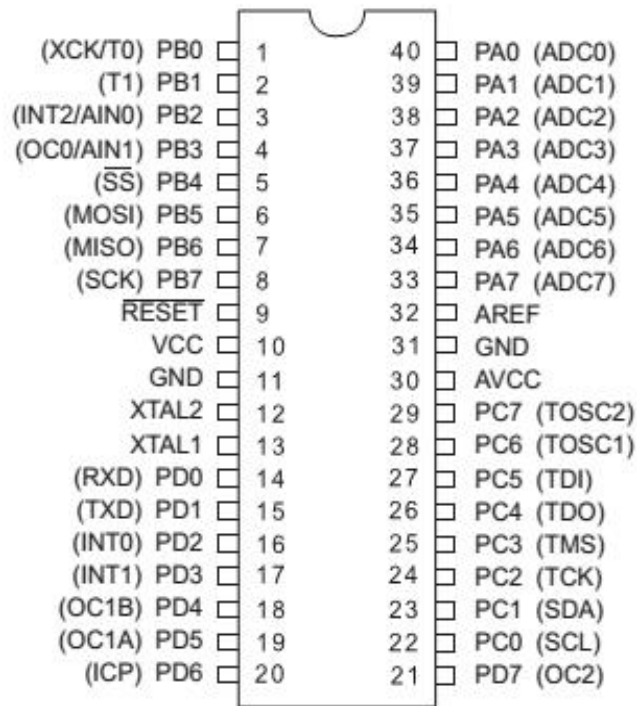 (XCK/T0) PB0 1 40 PA0 (ADC0)
(T1) PB1 2 39 PA1 (ADC1)
(INT2/AIN0) PB2 3 38 PA2 (ADC2)
(OC0/AIN1) PB3 4 37 PA3 (ADC3)
(S̅S̅) PB4 5 36 PA4 (ADC4)
(MOSI) PB5 6 35 PA5 (ADC5)
(MISO) PB6 7 34 PA6 (ADC6)
(SCK) PB7 8 33 PA7 (ADC7)
R̅E̅S̅E̅T̅ 9 32 AREF
VCC 10 31 GND
GND 11 30 AVCC
XTAL2 12 29 PC7 (TOSC2)
XTAL1 13 28 PC6 (TOSC1)
(RXD) PD0 14 27 PC5 (TDI)
(TXD) PD1 15 26 PC4 (TDO)
(INT0) PD2 16 25 PC3 (TMS)
(INT1) PD3 17 24 PC2 (TCK)
(OC1B) PD4 18 23 PC1 (SDA)
(OC1A) PD5 19 22 PC0 (SCL)
(ICP) PD6 20 21 PD7 (OC2)